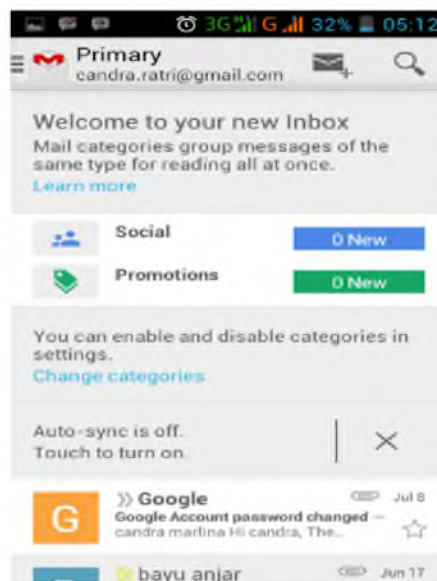 3G G 32% 05:12
Primary
candra.ratri@gmail.com
Welcome to your new Inbox
Mail categories group messages of the
same type for reading all at once.
Learn more
Social 0 New
Promotions 0 New
You can enable and disable categories in
settings.
Change categories
Auto-sync is off.
Touch to turn on.
G Google Jul 8
Google Account password changed –
candra marlina Hi candra, The...
bayu anjar Jun 17